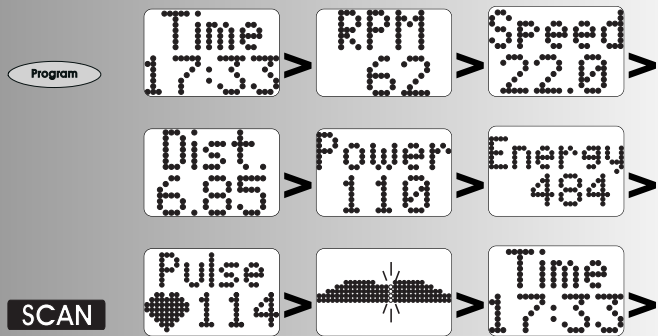 Program
Time > RPM > Speed >
17:33 62 22.0
Dist. > Power > Energy >
6.85 110 484
Pulse > > Time >
114 17:33
SCAN